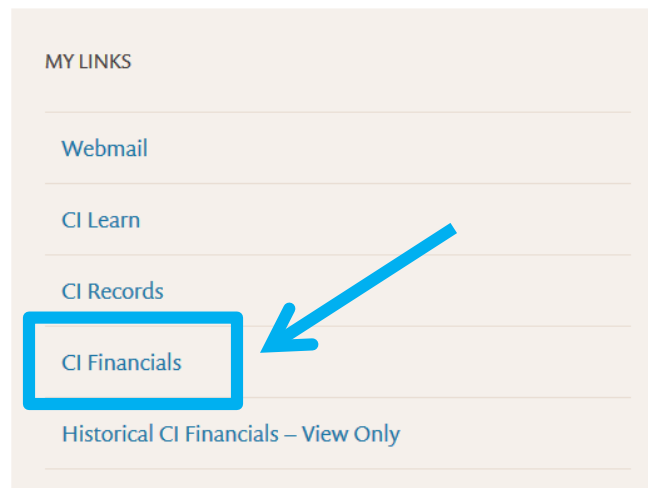 MY LINKS
Webmail
CI Learn
CI Records
CI Financials
Historical CI Financials – View Only